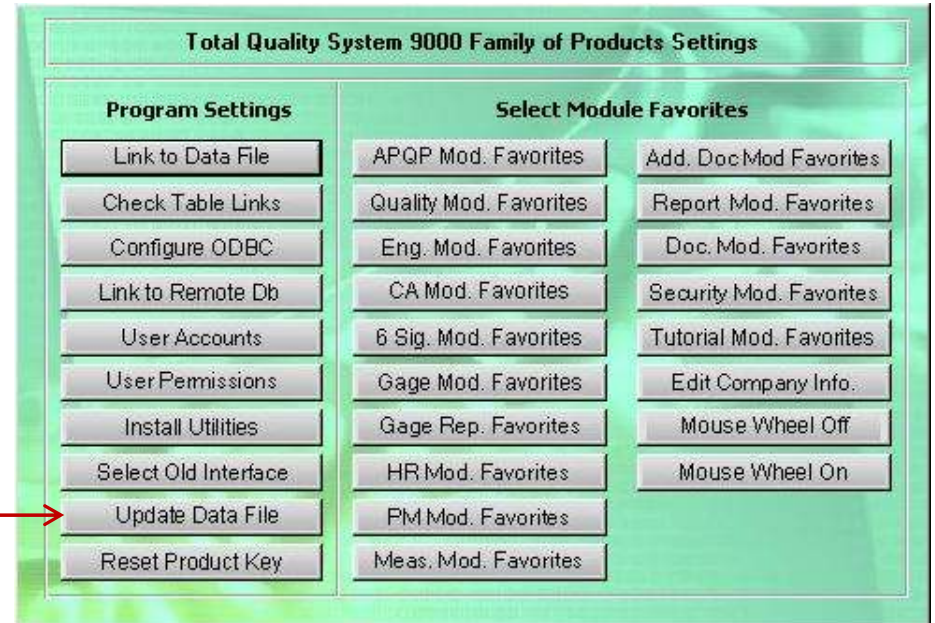 Total Quality System 9000 Family of Products Settings
Program Settings
Link to Data File
Check Table Links
Configure ODBC
Link to Remote Db
User Accounts
User Permissions
Install Utilities
Select Old Interface
Update Data File
Reset Product Key
Select Module Favorites
APQP Mod. Favorites
Quality Mod. Favorites
Eng. Mod. Favorites
CA Mod. Favorites
6 Sig. Mod. Favorites
Gage Mod. Favorites
Gage Rep. Favorites
HR Mod. Favorites
PM Mod. Favorites
Meas. Mod. Favorites
Add. Doc Mod Favorites
Report Mod. Favorites
Doc. Mod. Favorites
Security Mod. Favorites
Tutorial Mod. Favorites
Edit Company Info.
Mouse Wheel Off
Mouse Wheel On